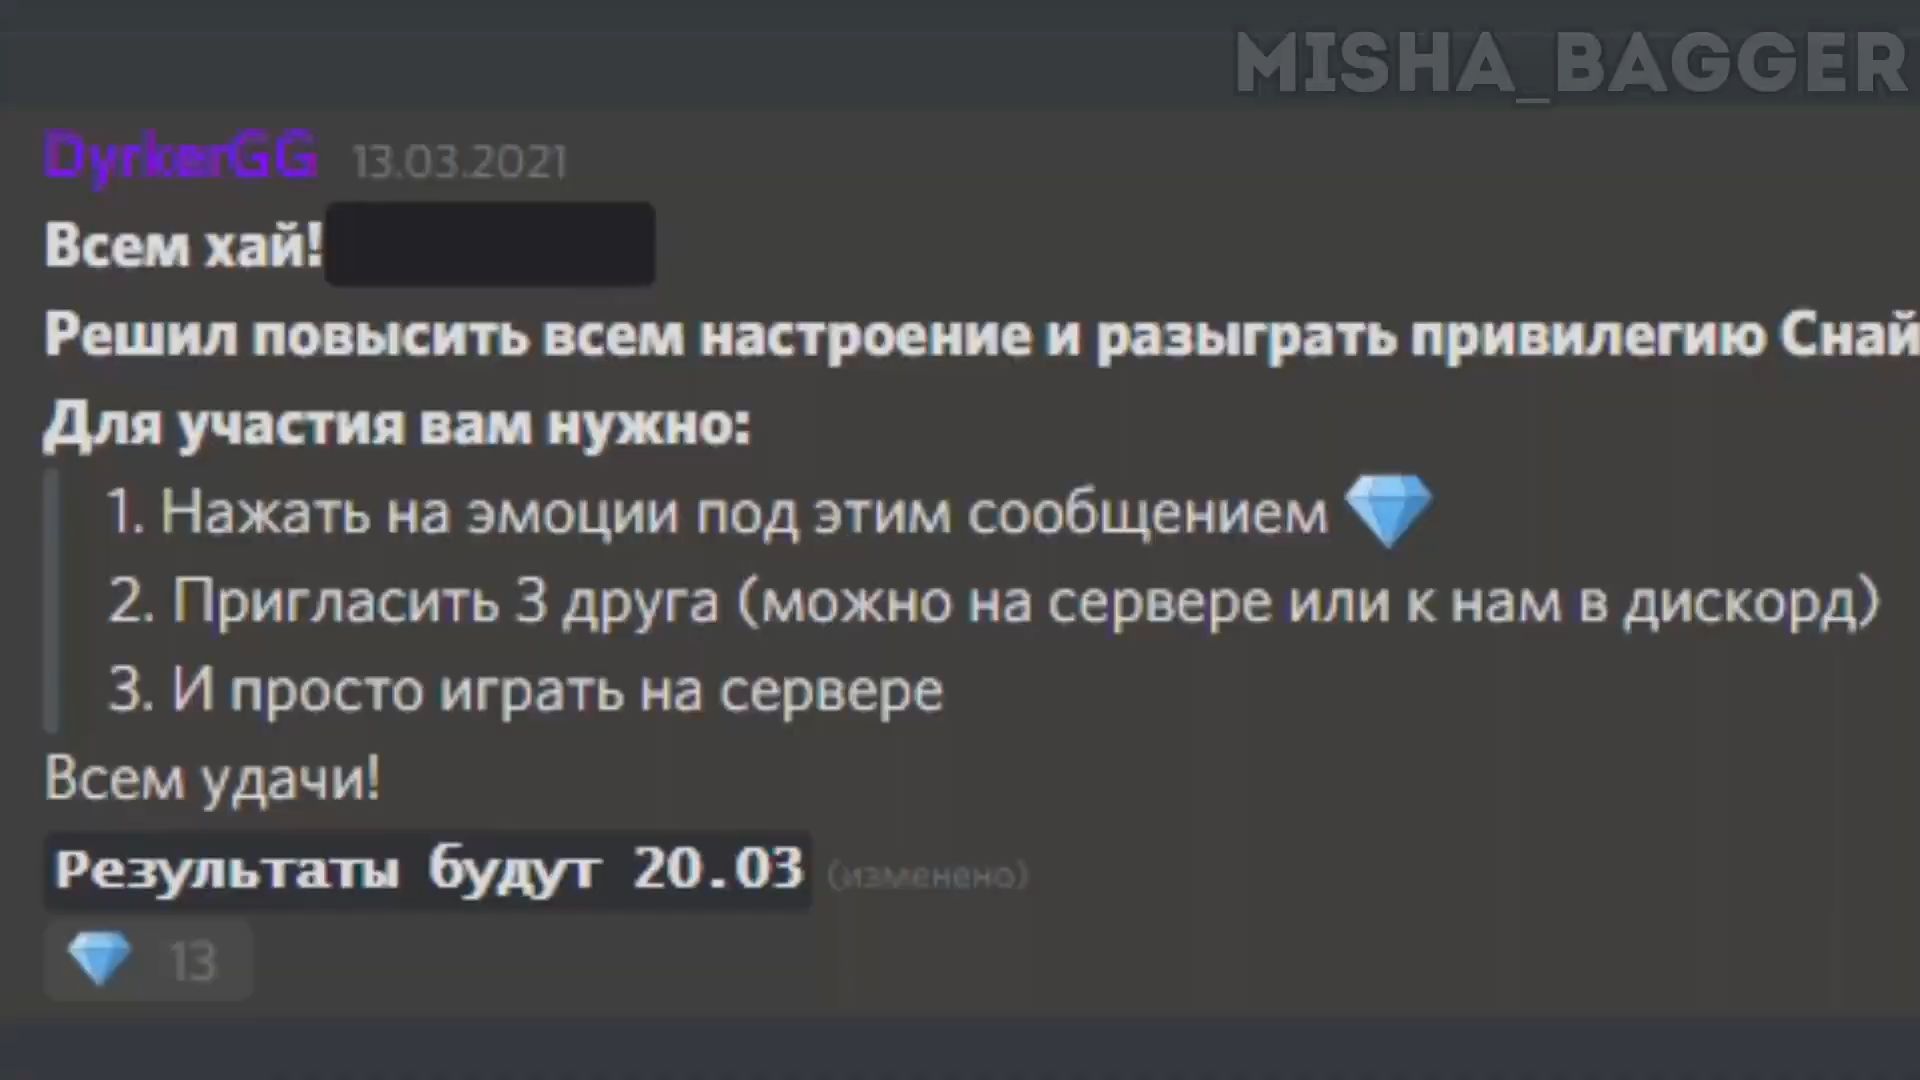 MISHA_BAGGER
DyrkerGG 13.03.2021
Всем хай!
Решил повысить всем настроение и разыграть привилегию Снай
Для участия вам нужно:
1. Нажать на эмоции под этим сообщением
2. Пригласить 3 друга (можно на сервере или к нам в дискорд)
3. И просто играть на сервере
Всем удачи!
Результаты будут 20.03 (изменено)
13